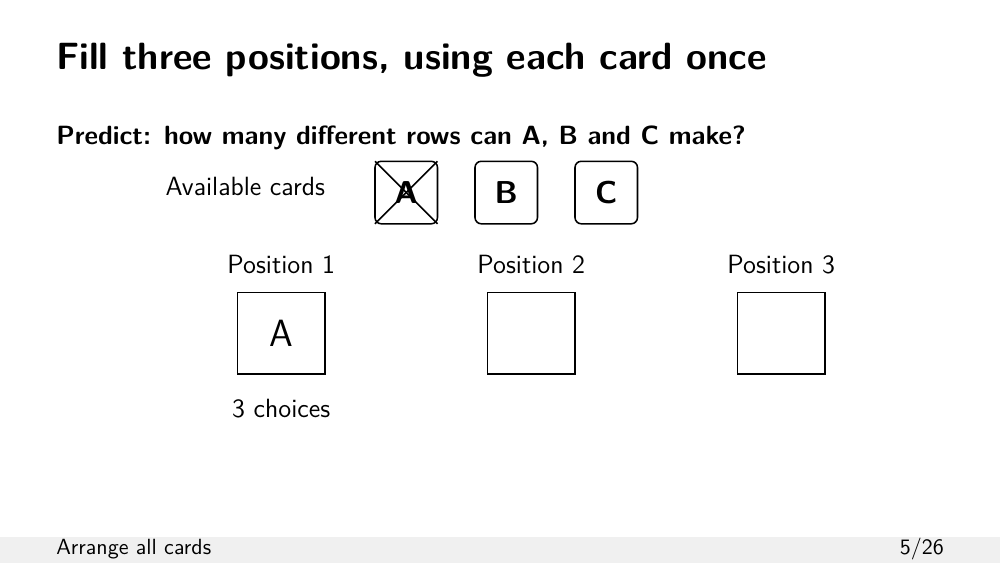 Fill three positions, using each card once
Predict: how many different rows can A, B and C make?
Available cards A B C
Position 1 Position 2 Position 3
A
3 choices
Arrange all cards 5/26